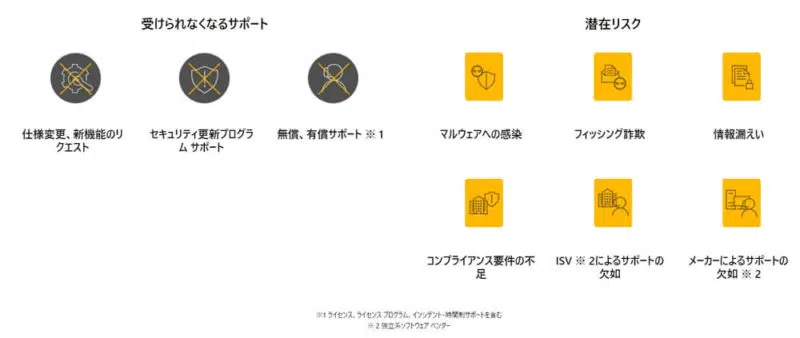 受けられなくなるサポート
潜在リスク
仕様変更、新機能のリ
クエスト
セキュリティ更新プログラ
ム サポート
無償、有償サポート ※ 1
マルウェアへの感染
フィッシング詐欺
情報漏えい
コンプライアンス要件の不
足
ISV ※ 2によるサポートの
欠如
メーカーによるサポートの
欠如 ※ 2
※1 ライセンス、ライセンス プログラム、インシデント・時間制サポートを含む
※ 2 独立系ソフトウェア ベンダー